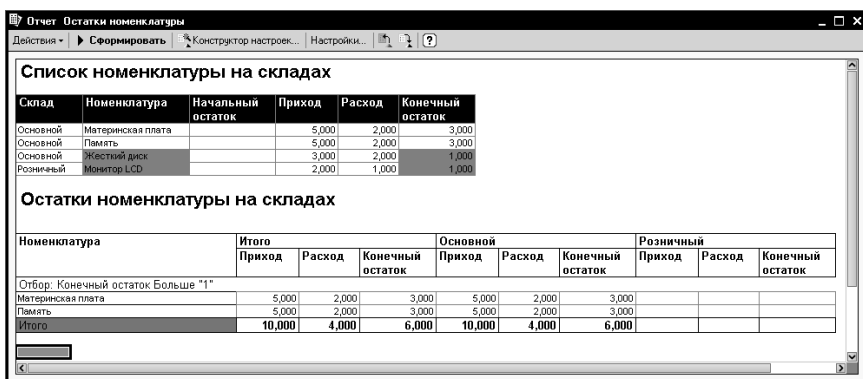 Отчет Остатки номенклатуры
Действия Сформировать Конструктор настроек... Настройки... ?
Список номенклатуры на складах
Склад Номенклатура Начальный остаток Приход Расход Конечный остаток
Основной Материнская плата 5,000 2,000 3,000
Основной Память 5,000 2,000 3,000
Основной Жесткий диск 3,000 2,000 1,000
Розничный Монитор LCD 2,000 1,000 1,000
Остатки номенклатуры на складах
Номенклатура Итого Основной Розничный
Приход Расход Конечный остаток Приход Расход Конечный остаток Приход Расход Конечный остаток
Отбор: Конечный остаток Больше "1"
Материнская плата 5,000 2,000 3,000 5,000 2,000 3,000
Память 5,000 2,000 3,000 5,000 2,000 3,000
Итого 10,000 4,000 6,000 10,000 4,000 6,000